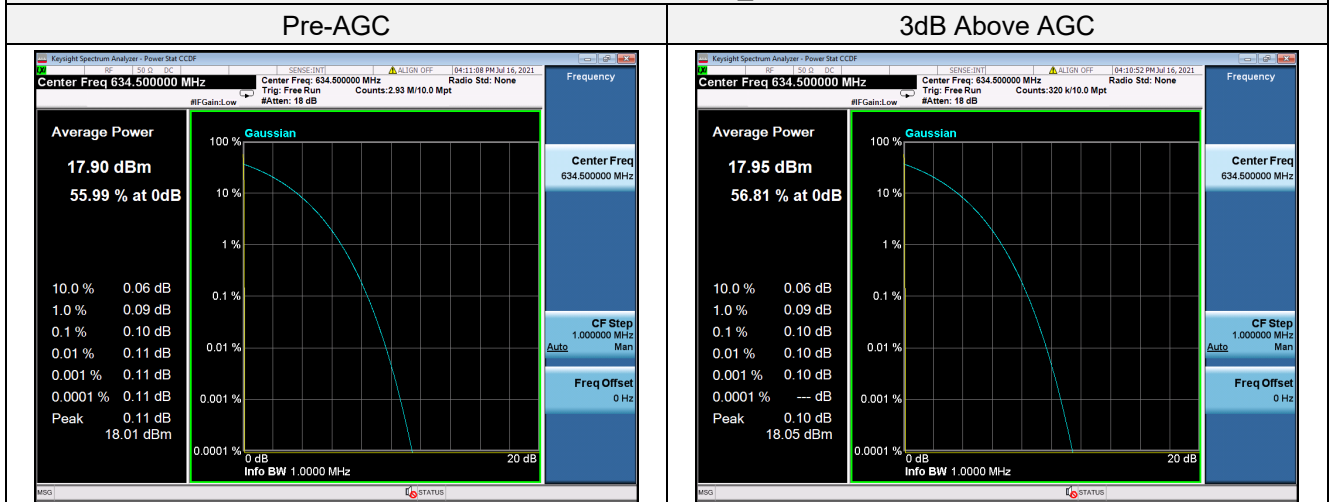 Pre-AGC
3dB Above AGC
Keysight Spectrum Analyzer - Power Stat CCDF
RF 50 Ω DC SENSE:INT ALIGN OFF 04:11:08 PM Jul 16, 2021
Center Freq 634.500000 MHz
Center Freq: 634.500000 MHz Radio Std: None
Trig: Free Run Counts:2.93 M/10.0 Mpt
#IFGain:Low #Atten: 18 dB
Frequency
Average Power
17.90 dBm
55.99 % at 0dB
10.0 % 0.06 dB
1.0 % 0.09 dB
0.1 % 0.10 dB
0.01 % 0.11 dB
0.001 % 0.11 dB
0.0001 % 0.11 dB
Peak 0.11 dB
18.01 dBm
Gaussian
100 %
10 %
1 %
0.1 %
0.01 %
0.001 %
0.0001 %
0 dB 20 dB
Info BW 1.0000 MHz
Center Freq
634.500000 MHz
CF Step
1.000000 MHz
Auto Man
Freq Offset
0 Hz
MSG STATUS
Keysight Spectrum Analyzer - Power Stat CCDF
RF 50 Ω DC SENSE:INT ALIGN OFF 04:10:52 PM Jul 16, 2021
Center Freq 634.500000 MHz
Center Freq: 634.500000 MHz Radio Std: None
Trig: Free Run Counts:320 k/10.0 Mpt
#IFGain:Low #Atten: 18 dB
Frequency
Average Power
17.95 dBm
56.81 % at 0dB
10.0 % 0.06 dB
1.0 % 0.09 dB
0.1 % 0.10 dB
0.01 % 0.10 dB
0.001 % 0.10 dB
0.0001 % --- dB
Peak 0.10 dB
18.05 dBm
Gaussian
100 %
10 %
1 %
0.1 %
0.01 %
0.001 %
0.0001 %
0 dB 20 dB
Info BW 1.0000 MHz
Center Freq
634.500000 MHz
CF Step
1.000000 MHz
Auto Man
Freq Offset
0 Hz
MSG STATUS